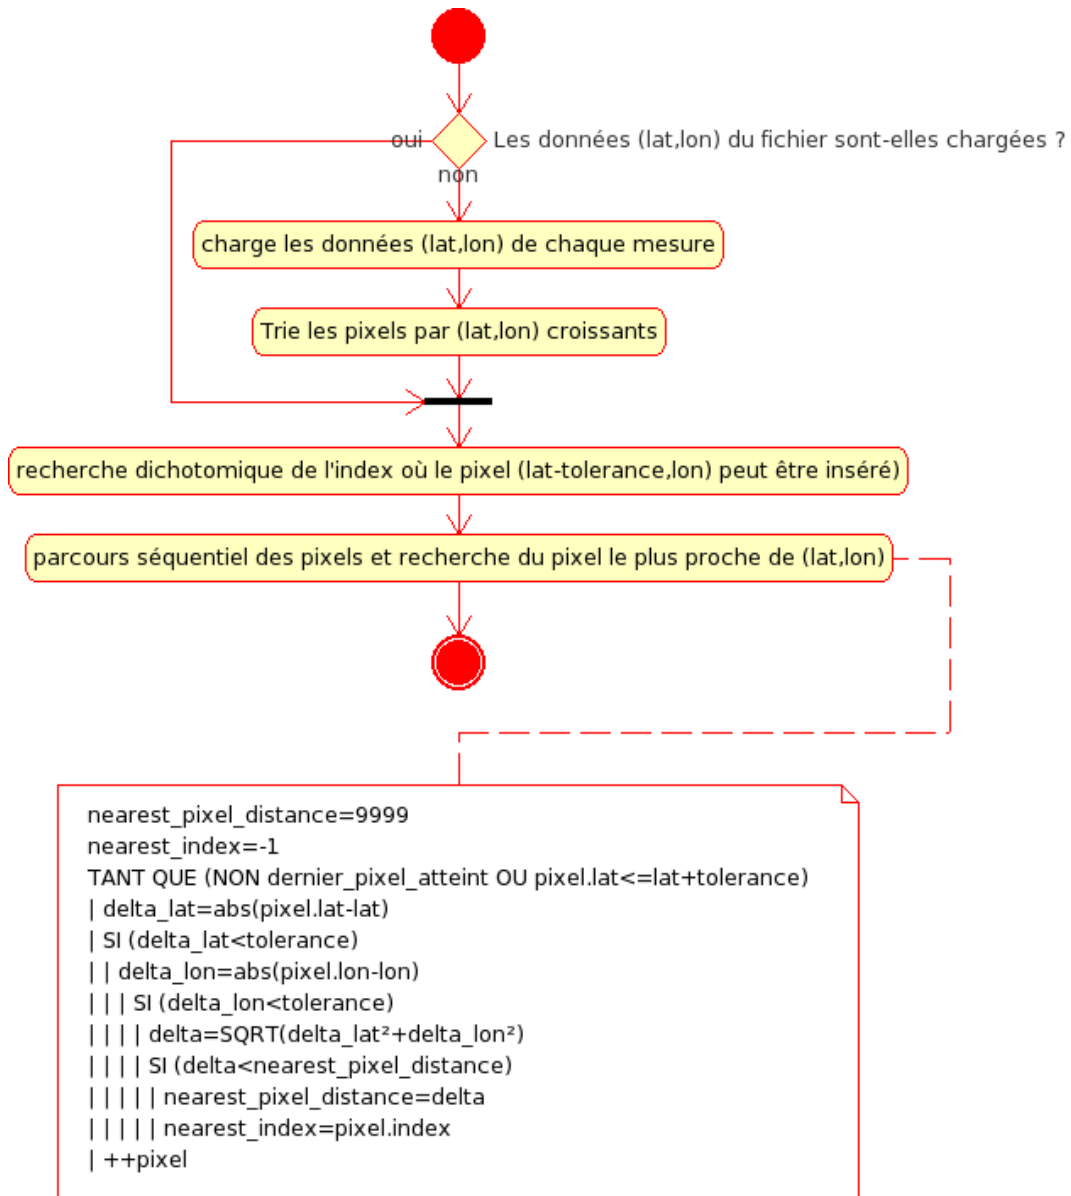 oui
Les données (lat,lon) du fichier sont-elles chargées ?
non
charge les données (lat,lon) de chaque mesure
Trie les pixels par (lat,lon) croissants
recherche dichotomique de l'index où le pixel (lat-tolerance,lon) peut être inséré)
parcours séquentiel des pixels et recherche du pixel le plus proche de (lat,lon)
nearest_pixel_distance=9999
nearest_index=-1
TANT QUE (NON dernier_pixel_atteint OU pixel.lat<=lat+tolerance)
| delta_lat=abs(pixel.lat-lat)
| SI (delta_lat<tolerance)
| | delta_lon=abs(pixel.lon-lon)
| | | SI (delta_lon<tolerance)
| | | | delta=SQRT(delta_lat²+delta_lon²)
| | | | SI (delta<nearest_pixel_distance)
| | | | | nearest_pixel_distance=delta
| | | | | nearest_index=pixel.index
| ++pixel